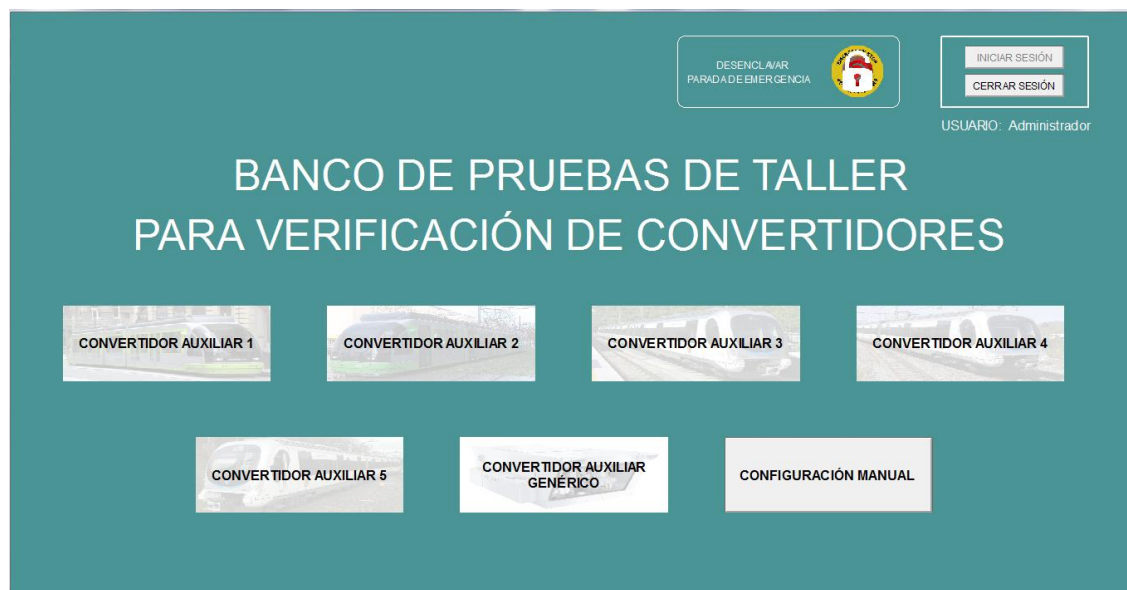 DESENCLAVAR
PARADA DE EMERGENCIA
INICIAR SESIÓN
CERRAR SESIÓN
USUARIO: Administrador
BANCO DE PRUEBAS DE TALLER
PARA VERIFICACIÓN DE CONVERTIDORES
CONVERTIDOR AUXILIAR 1
CONVERTIDOR AUXILIAR 2
CONVERTIDOR AUXILIAR 3
CONVERTIDOR AUXILIAR 4
CONVERTIDOR AUXILIAR 5
CONVERTIDOR AUXILIAR
GENÉRICO
CONFIGURACIÓN MANUAL